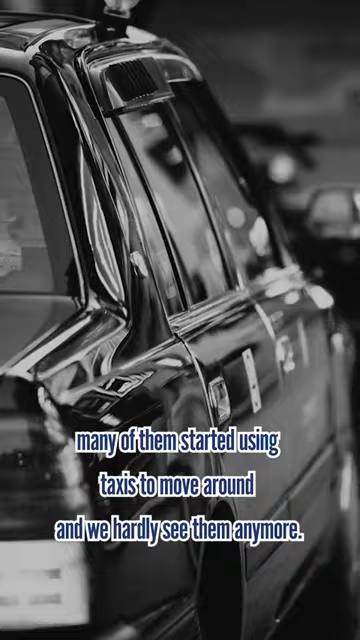 many of them started using
taxis to move around
and we hardly see them anymore.